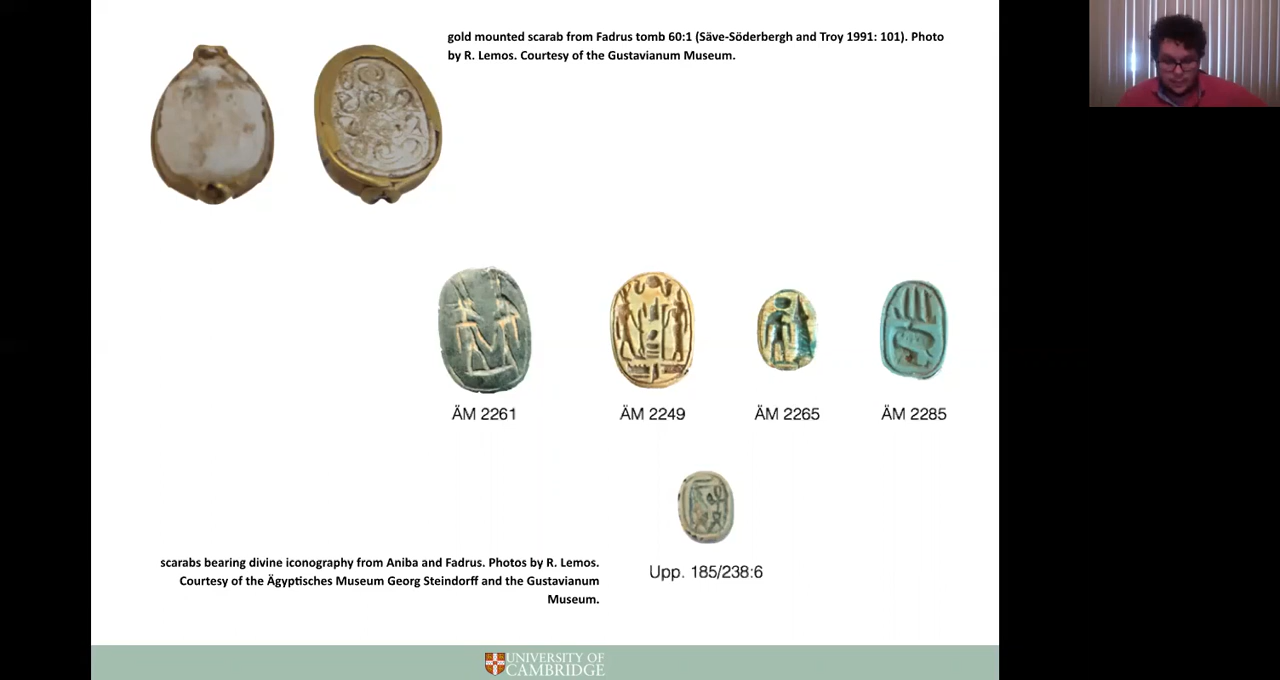 gold mounted scarab from Fadrus tomb 60:1 (Säve-Söderbergh and Troy 1991: 101). Photo
by R. Lemos. Courtesy of the Gustavianum Museum.
ÄM 2261
ÄM 2249
ÄM 2265
ÄM 2285
Upp. 185/238:6
scarabs bearing divine iconography from Aniba and Fadrus. Photos by R. Lemos.
Courtesy of the Ägyptisches Museum Georg Steindorff and the Gustavianum
Museum.
UNIVERSITY OF
CAMBRIDGE